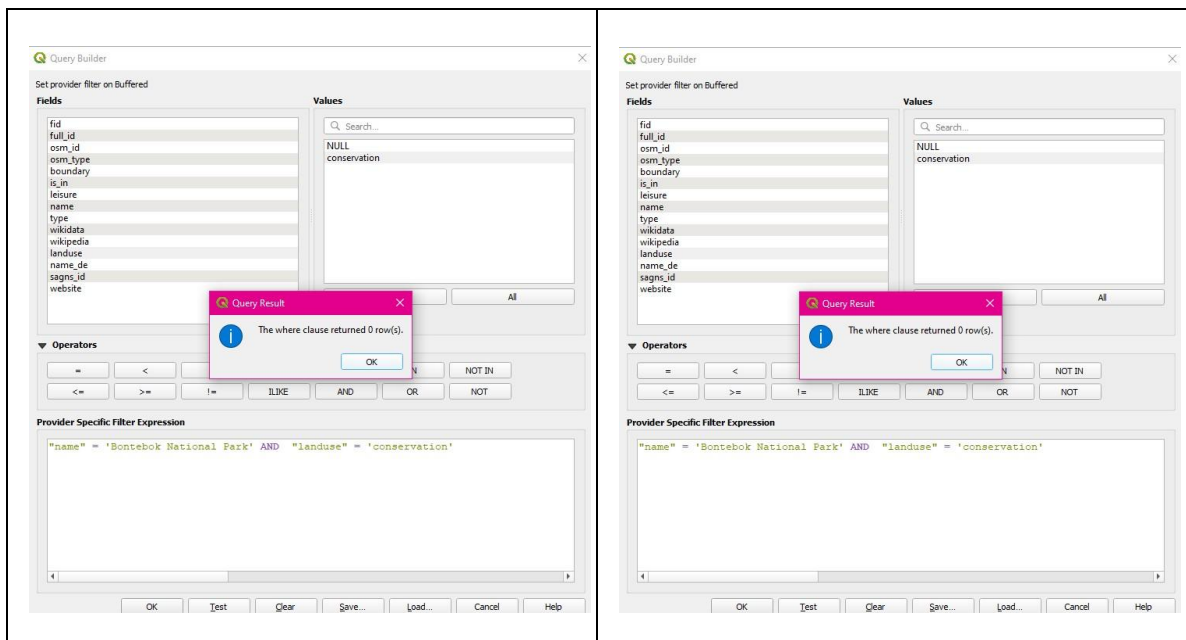 Query Builder
Set provider filter on Buffered
Fields Values
fid
full_id
osm_id
osm_type
boundary
is_in
leisure
name
type
wikidata
wikipedia
landuse
name_de
sagns_id
website
Search...
NULL
conservation
All
Query Result
The where clause returned 0 row(s).
OK
Operators
= < N NOT IN
<= >= != ILIKE AND OR NOT
Provider Specific Filter Expression
"name" = 'Bontebok National Park' AND "landuse" = 'conservation'
OK Test Clear Save... Load... Cancel Help
Query Builder
Set provider filter on Buffered
Fields Values
fid
full_id
osm_id
osm_type
boundary
is_in
leisure
name
type
wikidata
wikipedia
landuse
name_de
sagns_id
website
Search...
NULL
conservation
All
Query Result
The where clause returned 0 row(s).
OK
Operators
= < N NOT IN
<= >= != ILIKE AND OR NOT
Provider Specific Filter Expression
"name" = 'Bontebok National Park' AND "landuse" = 'conservation'
OK Test Clear Save... Load... Cancel Help